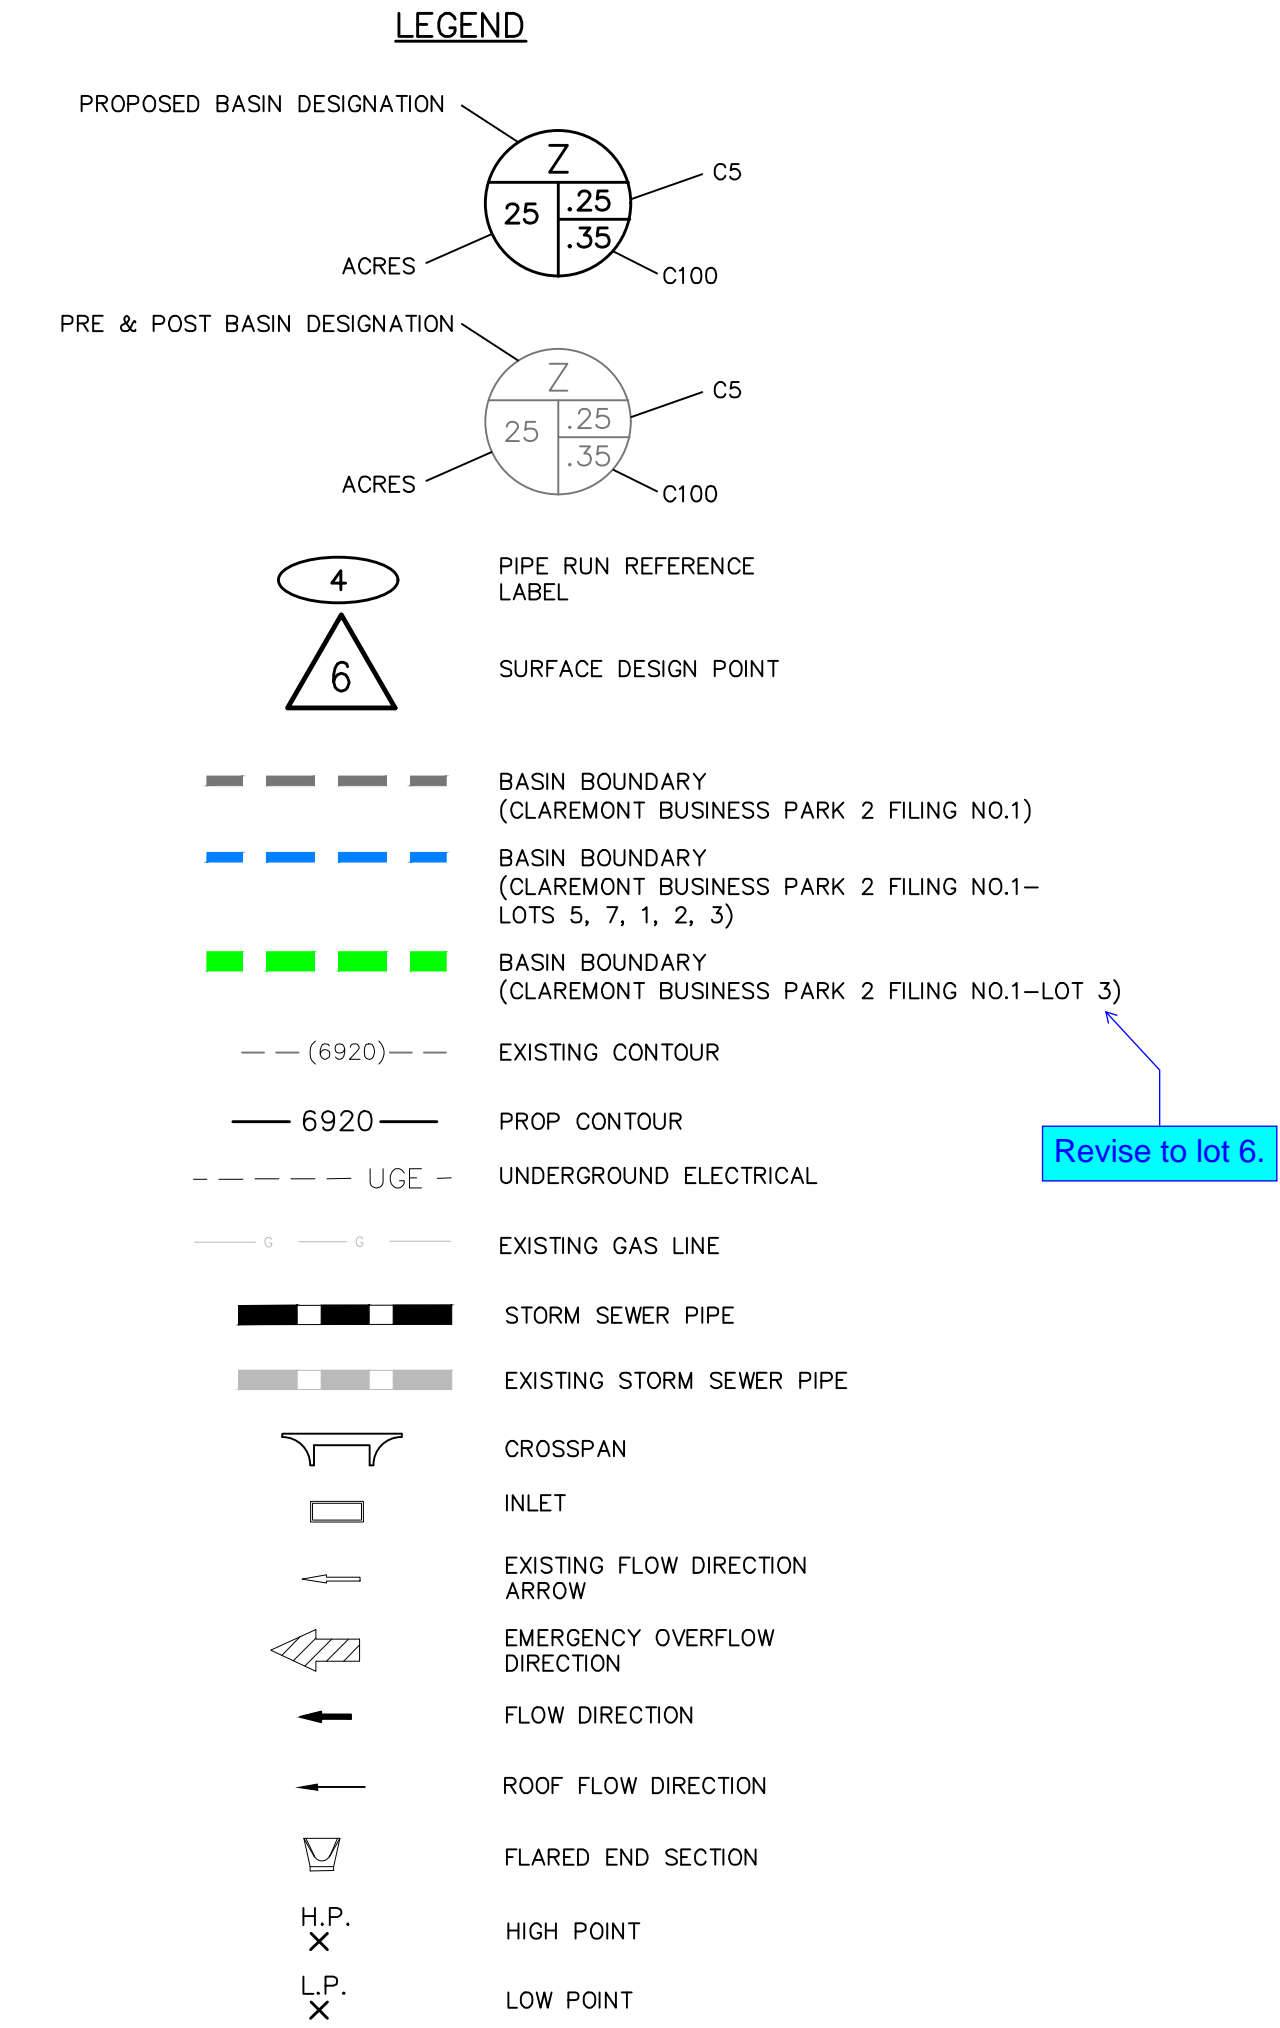 LEGEND
PROPOSED BASIN DESIGNATION
Z
C5
25
.25
.35
ACRES
C100
PRE & POST BASIN DESIGNATION
Z
C5
25
.25
.35
ACRES
C100
4
PIPE RUN REFERENCE
LABEL
6
SURFACE DESIGN POINT
BASIN BOUNDARY
(CLAREMONT BUSINESS PARK 2 FILING NO.1)
BASIN BOUNDARY
(CLAREMONT BUSINESS PARK 2 FILING NO.1-
LOTS 5, 7, 1, 2, 3)
BASIN BOUNDARY
(CLAREMONT BUSINESS PARK 2 FILING NO.1-LOT 3)
(6920)
EXISTING CONTOUR
6920
PROP CONTOUR
Revise to lot 6.
UGE
UNDERGROUND ELECTRICAL
G G
EXISTING GAS LINE
STORM SEWER PIPE
EXISTING STORM SEWER PIPE
CROSSPAN
INLET
EXISTING FLOW DIRECTION
ARROW
EMERGENCY OVERFLOW
DIRECTION
FLOW DIRECTION
ROOF FLOW DIRECTION
FLARED END SECTION
H.P.
HIGH POINT
L.P.
LOW POINT